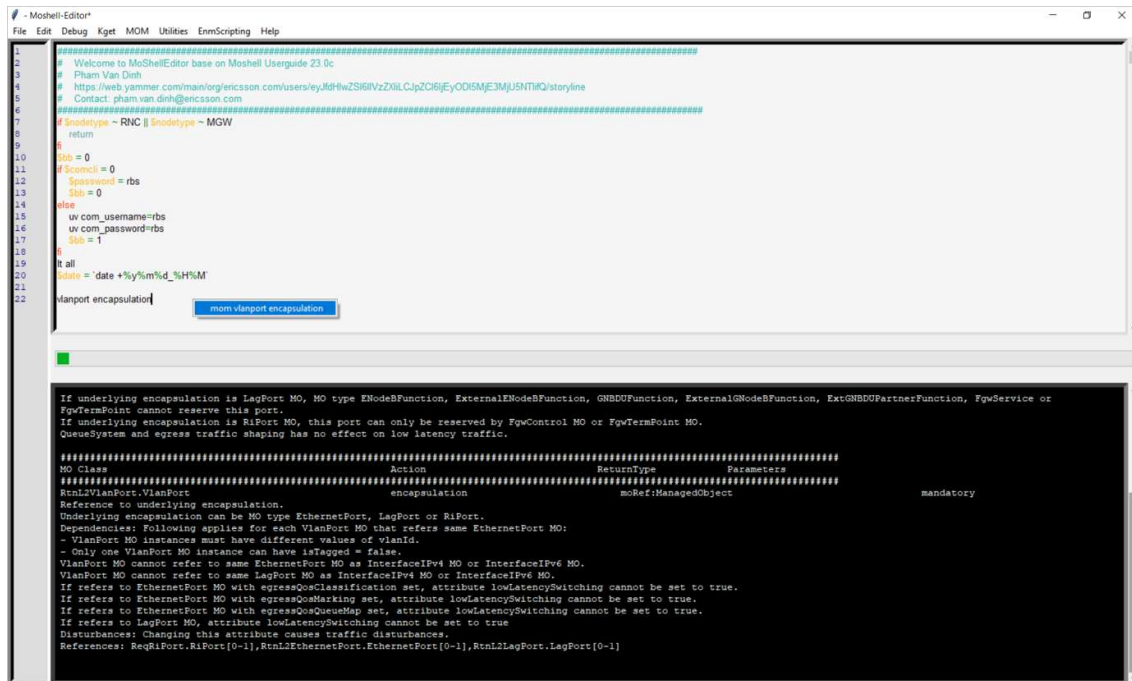 - Moshell-Editor*
File Edit Debug Kget MOM Utilities EnmScripting Help
1
2 # Welcome to MoShellEditor base on Moshell Userguide 23.0c
3 # Pham Van Dinh
4 # /storyline
5 # Contact: pham.van.dinh@ericsson.com
6
7 if $nodetype ~ RNC || $nodetype ~ MGW
8 return
9 fi
10 $bb = 0
11 if $comcli = 0
12 $password = rbs
13 $bb = 0
14 else
15 uv com_username=rbs
16 uv com_password=rbs
17 $bb = 1
18 fi
19 lt all
20 $date = `date +%y%m%d_%H%M`
21
22 vlanport encapsulation
mom vlanport encapsulation
If underlying encapsulation is LagPort MO, MO type ENodeBFunction, ExternalENodeBFunction, GNBDUFunction, ExternalGNodeBFunction, ExtGNBDUPartnerFunction, FgwService or
FgwTermPoint cannot reserve this port.
If underlying encapsulation is RiPort MO, this port can only be reserved by FgwControl MO or FgwTermPoint MO.
QueueSystem and egress traffic shaping has no effect on low latency traffic.
MO Class Action ReturnType Parameters
RtnL2VlanPort.VlanPort encapsulation moRef:ManagedObject mandatory
Reference to underlying encapsulation.
Underlying encapsulation can be MO type EthernetPort, LagPort or RiPort.
Dependencies: Following applies for each VlanPort MO that refers same EthernetPort MO:
- VlanPort MO instances must have different values of vlanId.
- Only one VlanPort MO instance can have isTagged = false.
VlanPort MO cannot refer to same EthernetPort MO as InterfaceIPv4 MO or InterfaceIPv6 MO.
VlanPort MO cannot refer to same LagPort MO as InterfaceIPv4 MO or InterfaceIPv6 MO.
If refers to EthernetPort MO with egressQosClassification set, attribute lowLatencySwitching cannot be set to true.
If refers to EthernetPort MO with egressQosMarking set, attribute lowLatencySwitching cannot be set to true.
If refers to EthernetPort MO with egressQosQueueMap set, attribute lowLatencySwitching cannot be set to true.
If refers to LagPort MO, attribute lowLatencySwitching cannot be set to true
Disturbances: Changing this attribute causes traffic disturbances.
References: ReqRiPort.RiPort[0-1],RtnL2EthernetPort.EthernetPort[0-1],RtnL2LagPort.LagPort[0-1]